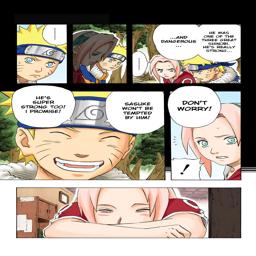 HE WAS
ONE OF THE
THREE GREAT
SHINOBI.
HE'S REALLY
STRONG...
...AND
DANGEROUS
...
DON'T
WORRY!
!
SASUKE
WON'T BE
TEMPTED
BY HIM!
HE'S
SUPER
STRONG TOO!
I PROMISE!